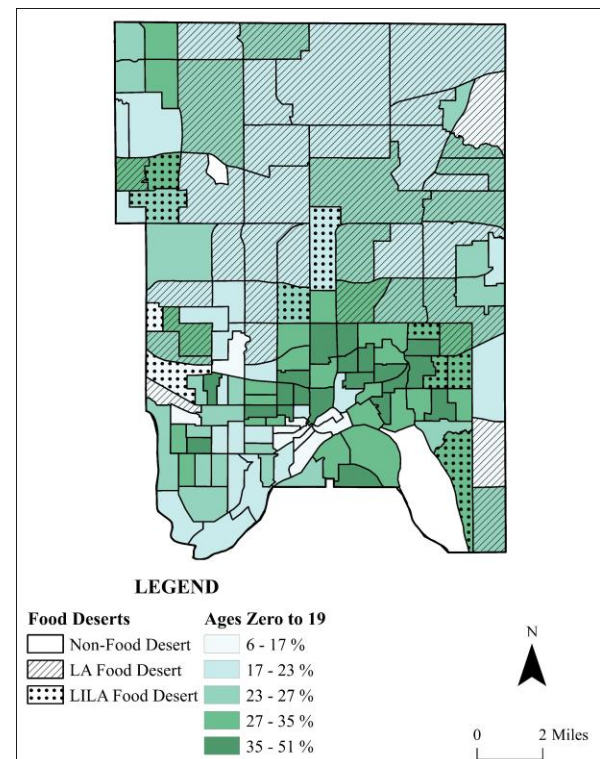 LEGEND
Food Deserts
Non-Food Desert
LA Food Desert
LILA Food Desert
Ages Zero to 19
6 - 17 %
17 - 23 %
23 - 27 %
27 - 35 %
35 - 51 %
N
0 2 Miles